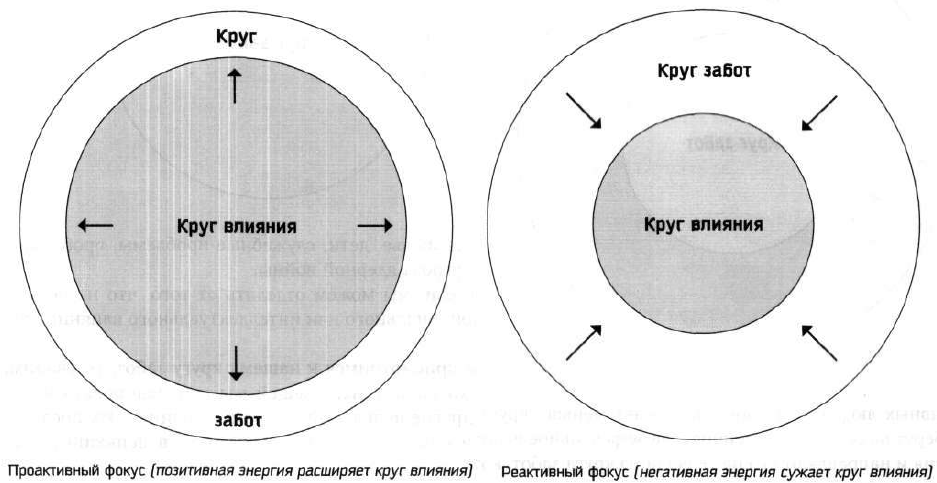 Круг
Круг влияния
забот
Проактивный фокус (позитивная энергия расширяет круг влияния)
Круг забот
Круг влияния
Реактивный фокус (негативная энергия сужает круг влияния)